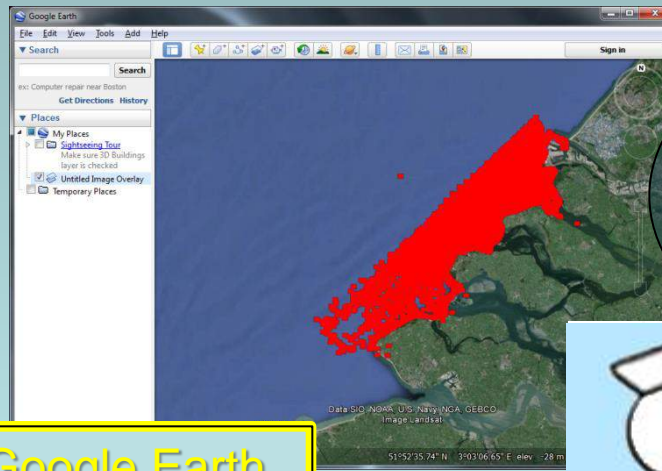 Google Earth
File Edit View Tools Add Help
Search
Sign in
Search
ex: Computer repair near Boston
Get Directions History
Places
My Places
Sightseeing Tour
Make sure 3D Buildings
layer is checked
Untitled Image Overlay
Temporary Places
N
Data SIO, NOAA, U.S. Navy, NGA, GEBCO
Image Landsat
51°52'35.74" N 3°03'06.65" E elev -28 m
Google Earth